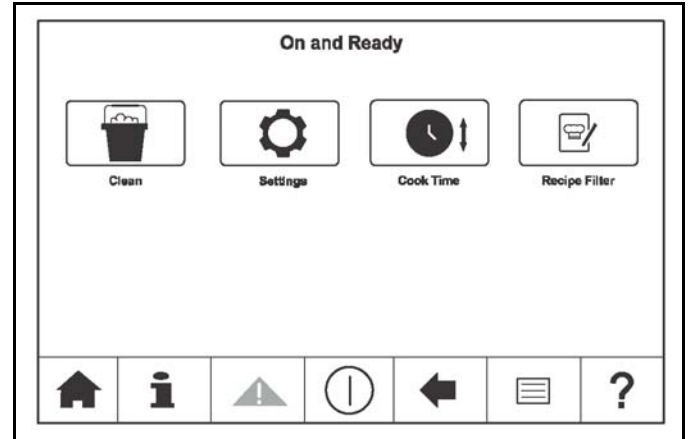 On and Ready
Clean
Settings
Cook Time
Recipe Filter
?